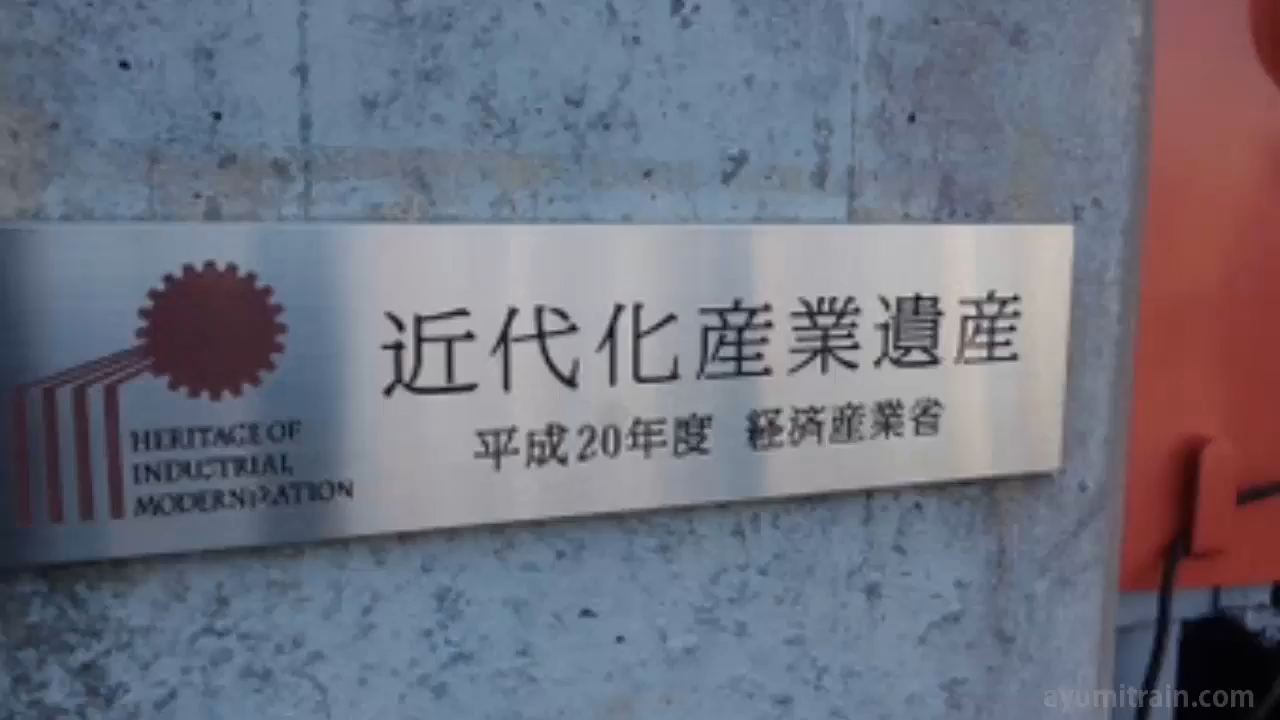 近代化産業遺産
平成20年度 経済産業省
HERITAGE OF
INDUSTRIAL
MODERNIZATION
ayumitrain.com